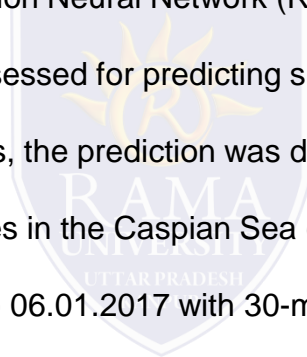 ion Neural Network (R
sessed for predicting s
s, the prediction was d
es in the Caspian Sea
06.01.2017 with 30-m
RAMA
UNIVERSITY
UTTAR PRADESH